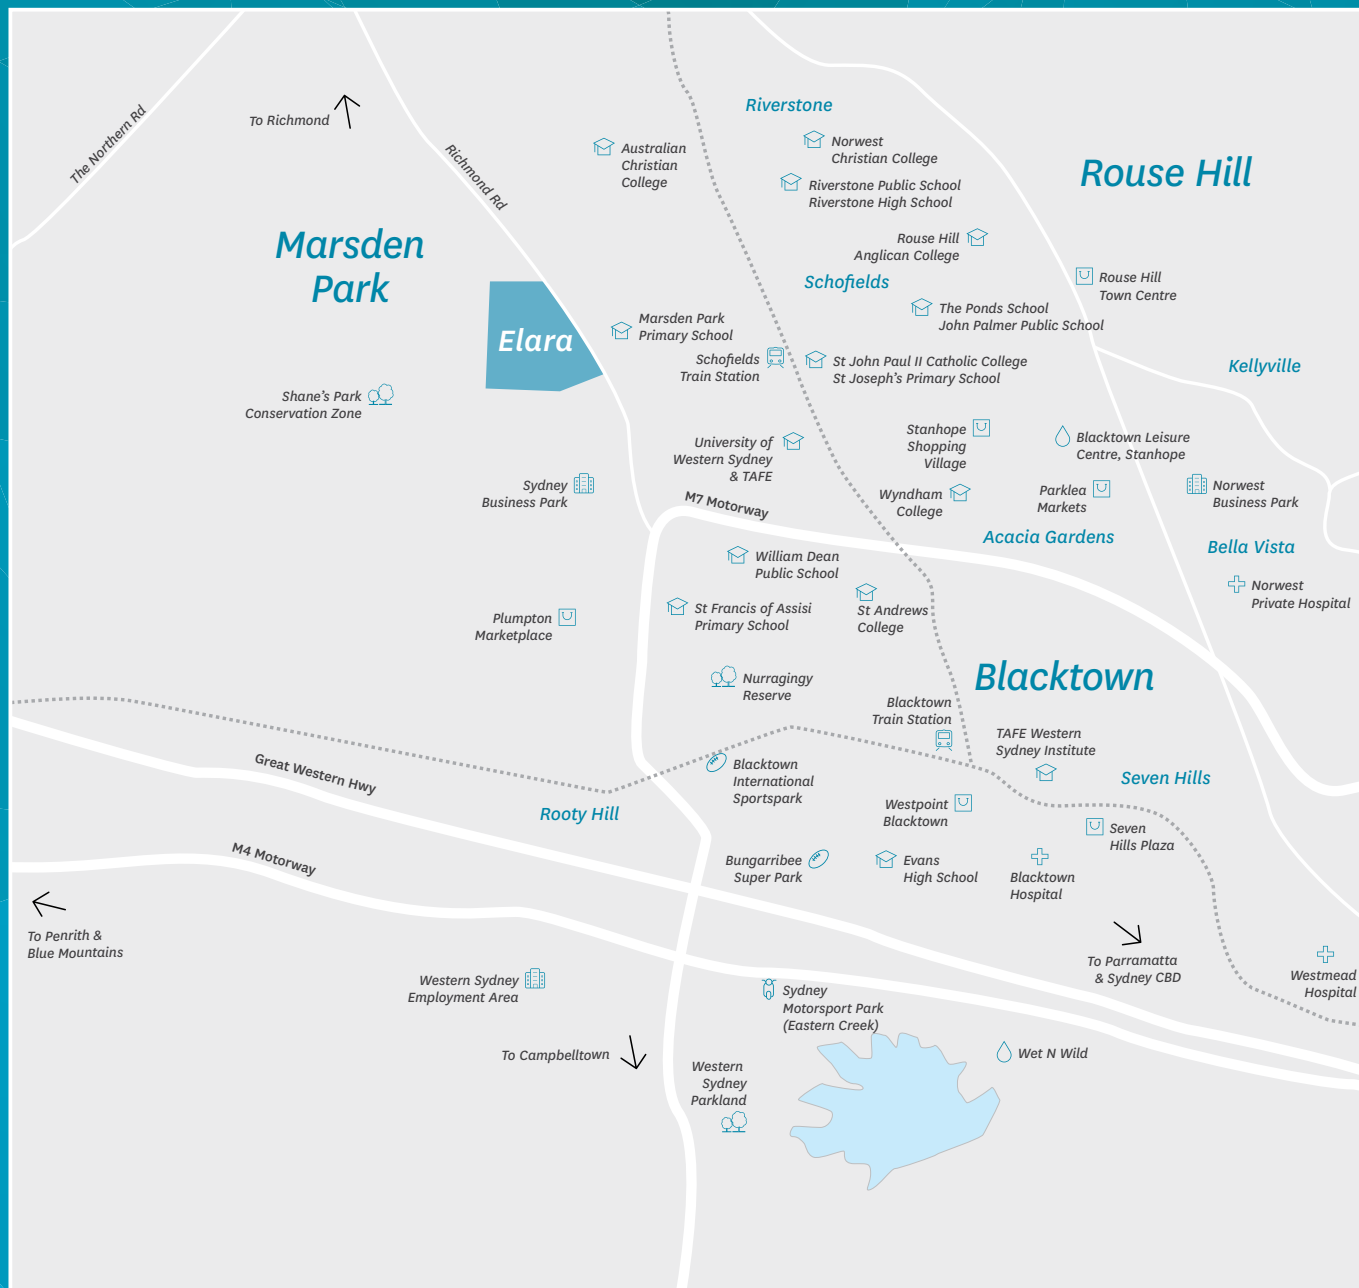 Riverstone
To Richmond
The Northern Rd
Richmond Rd
Australian
Christian
College
Norwest
Christian College
Riverstone Public School
Riverstone High School
Rouse Hill
Marsden
Park
Rouse Hill
Anglican College
Schofields
Rouse Hill
Town Centre
The Ponds School
John Palmer Public School
Elara
Marsden Park
Primary School
Schofields
Train Station
St John Paul II Catholic College
St Joseph's Primary School
Kellyville
Shane's Park
Conservation Zone
University of
Western Sydney
& TAFE
Stanhope
Shopping
Village
Blacktown Leisure
Centre, Stanhope
Sydney
Business Park
M7 Motorway
Wyndham
College
Parklea
Markets
Norwest
Business Park
Acacia Gardens
Bella Vista
William Dean
Public School
Norwest
Private Hospital
Plumpton
Marketplace
St Francis of Assisi
Primary School
St Andrews
College
Nurragingy
Reserve
Blacktown
Blacktown
Train Station
TAFE Western
Sydney Institute
Great Western Hwy
Blacktown
International
Sportspark
Seven Hills
Rooty Hill
Westpoint
Blacktown
Seven
Hills Plaza
M4 Motorway
Bungarribee
Super Park
Evans
High School
Blacktown
Hospital
To Penrith &
Blue Mountains
To Parramatta
& Sydney CBD
Westmead
Hospital
Western Sydney
Employment Area
Sydney
Motorsport Park
(Eastern Creek)
To Campbelltown
Western
Sydney
Parkland
Wet N Wild